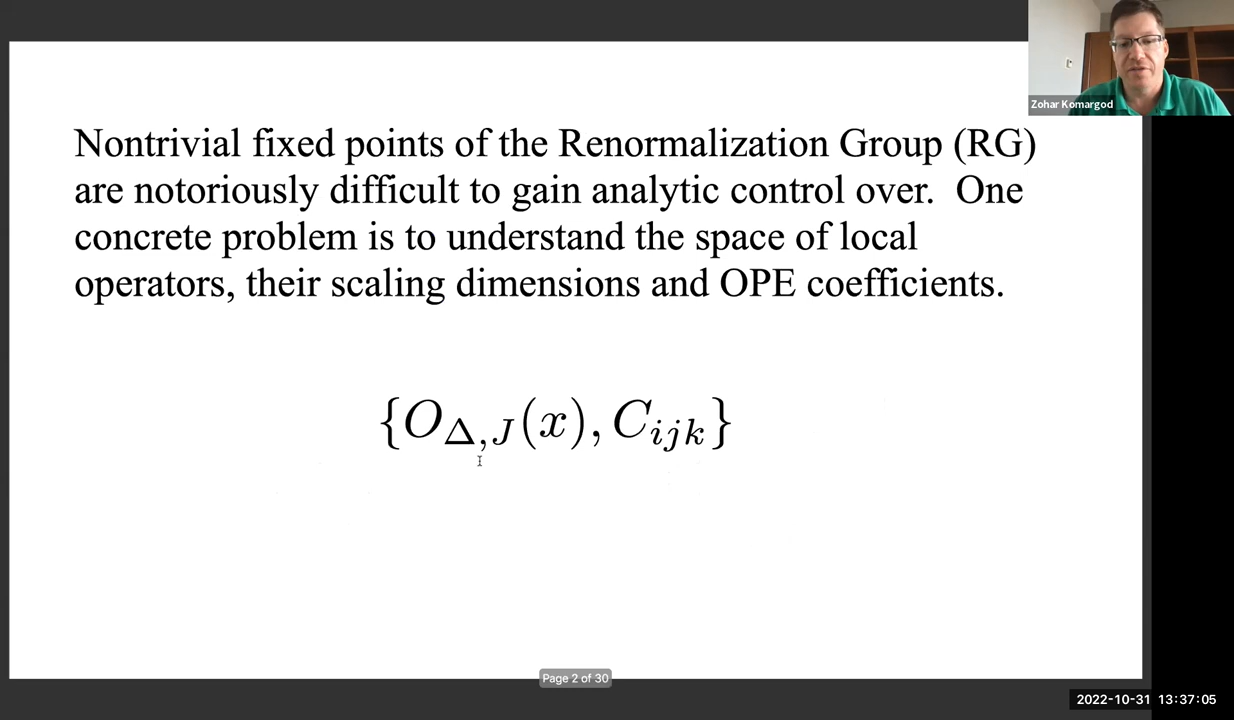 Zohar Komargod
Nontrivial fixed points of the Renormalization Group (RG)
are notoriously difficult to gain analytic control over. One
concrete problem is to understand the space of local
operators, their scaling dimensions and OPE coefficients.
{O_{Δ,J}(x), C_{ijk}}
Page 2 of 30
2022-10-31 13:37:05